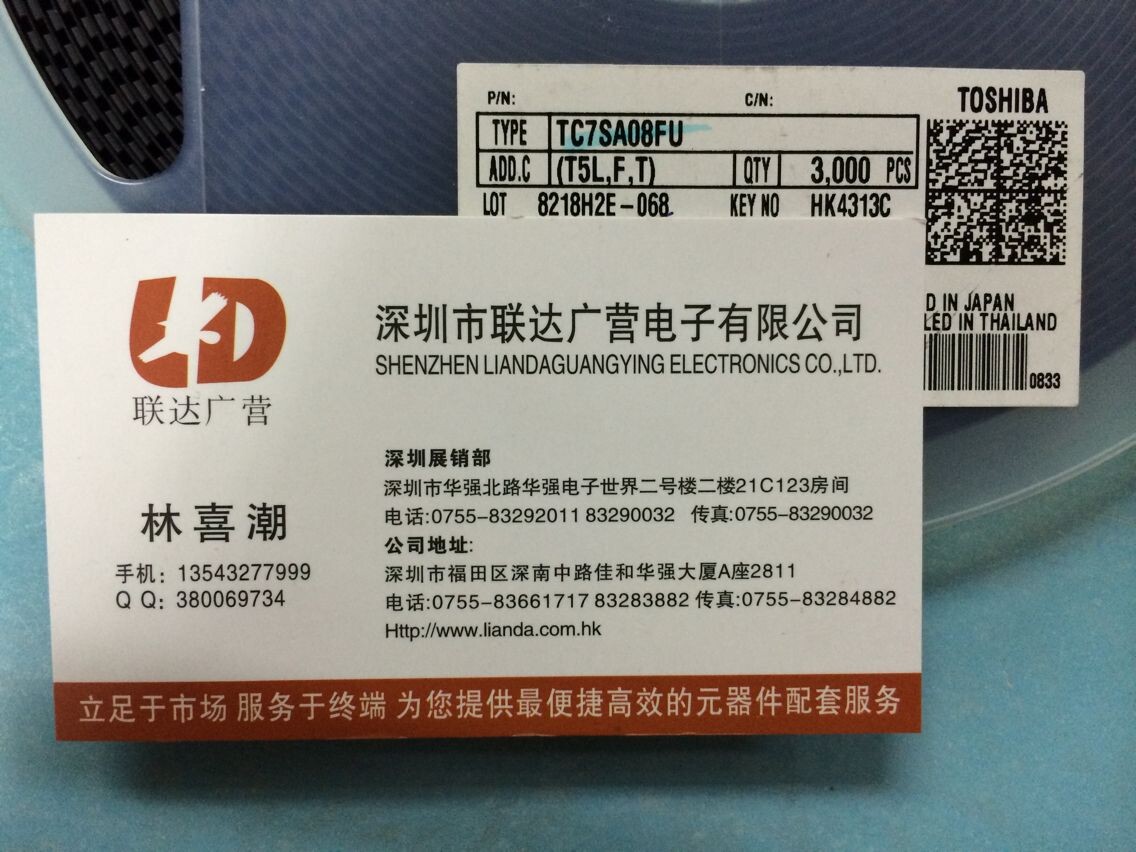 P/N: C/N: TOSHIBA
TYPE TC7SA08FU
ADD.C (T5L,F,T) QTY 3,000 PCS
LOT 8218H2E-068 KEY NO HK4313C
D IN JAPAN
LED IN THAILAND
0833
LD
联达广营
深圳市联达广营电子有限公司
SHENZHEN LIANDAGUANGYING ELECTRONICS CO.,LTD.
林喜潮
手机: 13543277999
Q Q: 380069734
深圳展销部
深圳市华强北路华强电子世界二号楼二楼21C123房间
电话:0755-83292011 83290032 传真:0755-83290032
公司地址:
深圳市福田区深南中路佳和华强大厦A座2811
电话:0755-83661717 83283882 传真:0755-83284882
Http://www.lianda.com.hk
立足于市场 服务于终端 为您提供最便捷高效的元器件配套服务